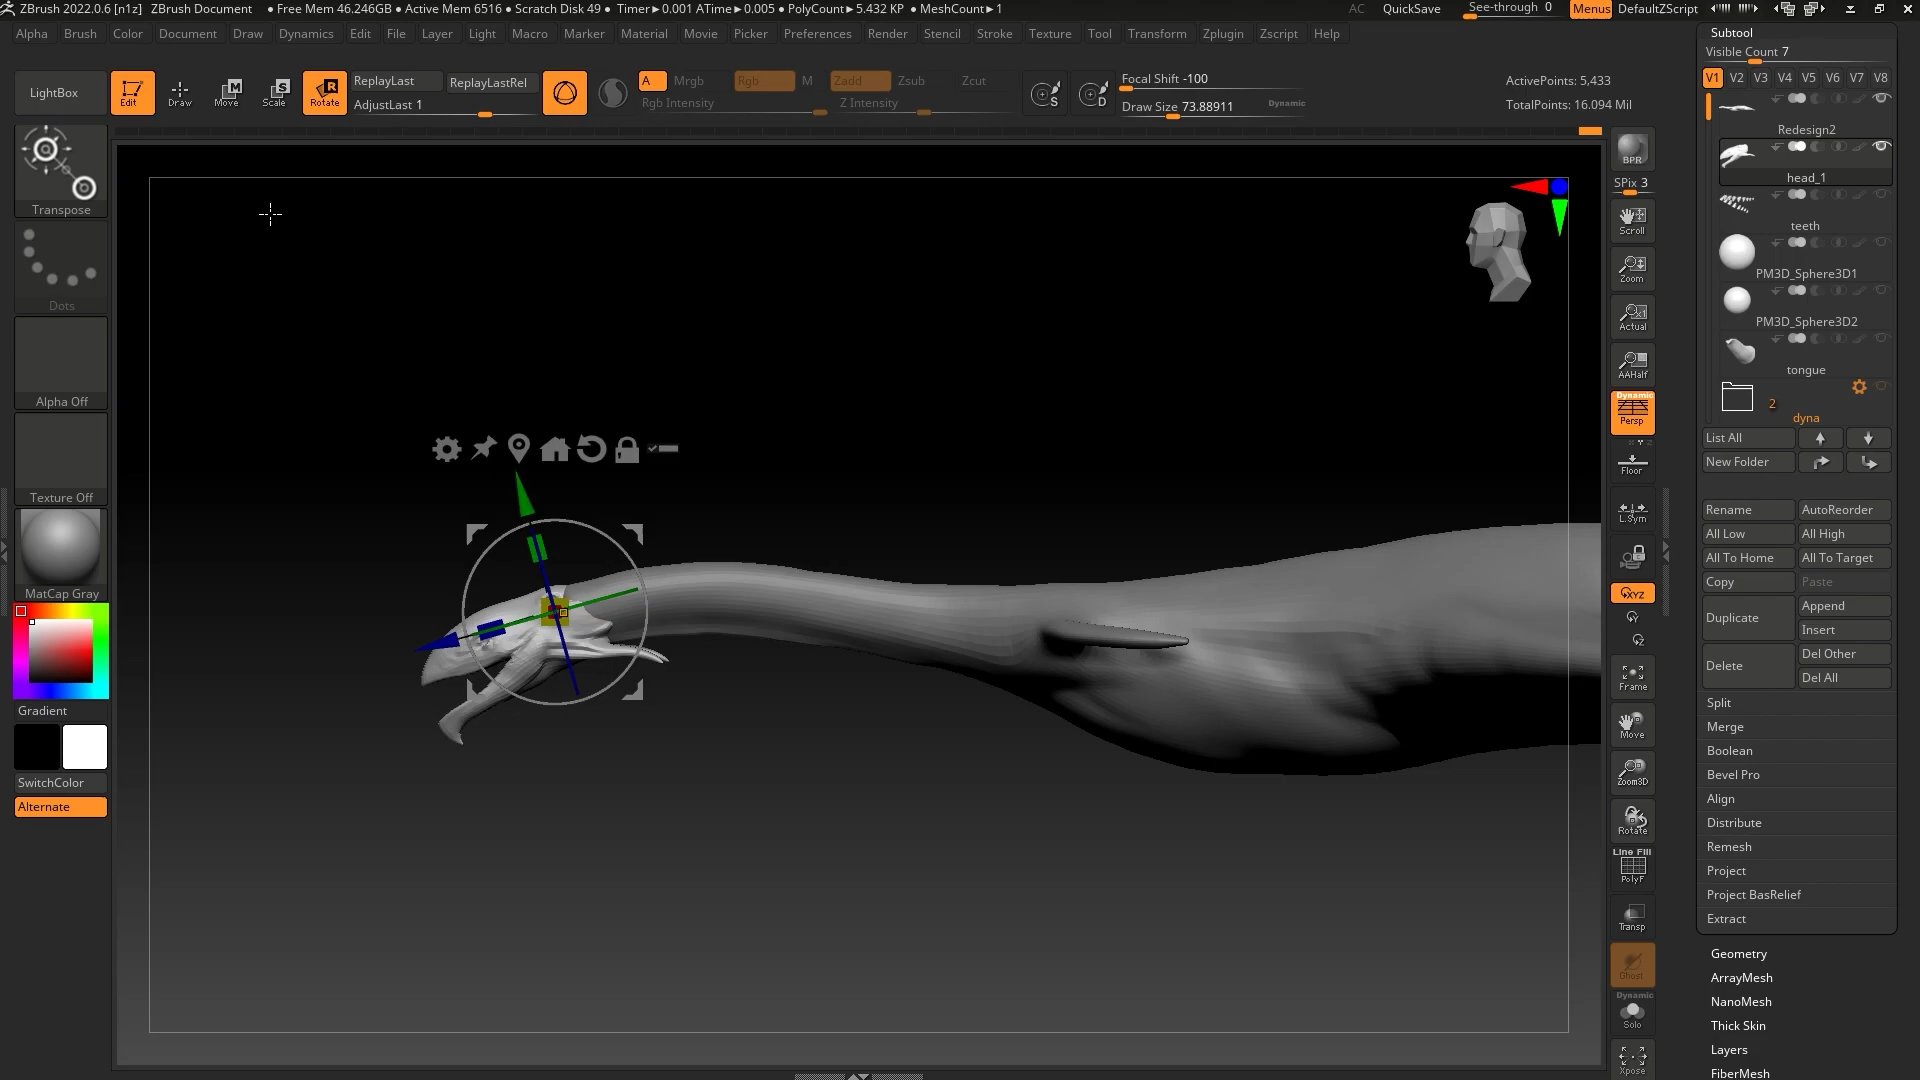 ZBrush 2022.0.6 [n1z] ZBrush Document ● Free Mem 46.246GB ● Active Mem 6516 ● Scratch Disk 49 ● Timer►0.001 ATime►0.005 ● PolyCount►5.432 KP ● MeshCount►1 AC QuickSave See-through 0 Menus DefaultZScript
Alpha Brush Color Document Draw Dynamics Edit File Layer Light Macro Marker Material Movie Picker Preferences Render Stencil Stroke Texture Tool Transform Zplugin Zscript Help
LightBox
Edit
Draw
Move
Scale
Rotate
ReplayLast
ReplayLastRel
AdjustLast 1
A
Mrgb
Rgb
M
Zadd
Zsub
Zcut
Rgb Intensity
Z Intensity
S
D
Focal Shift -100
Draw Size 73.88911
Dynamic
ActivePoints: 5,433
TotalPoints: 16.094 Mil
Transpose
Dots
Alpha Off
Texture Off
MatCap Gray
Gradient
SwitchColor
Alternate
BPR
SPix 3
Scroll
Zoom
Actual
AAHalf
Dynamic
Persp
Floor
L.Sym
XYZ
Frame
Move
Zoom3D
Rotate
Line Fill
PolyF
Transp
Ghost
Dynamic
Solo
Xpose
Subtool
Visible Count 7
V1 V2 V3 V4 V5 V6 V7 V8
Redesign2
head_1
teeth
PM3D_Sphere3D1
PM3D_Sphere3D2
tongue
2
dyna
List All
New Folder
Rename AutoReorder
All Low All High
All To Home All To Target
Copy Paste
Duplicate Append
Insert
Delete Del Other
Del All
Split
Merge
Boolean
Bevel Pro
Align
Distribute
Remesh
Project
Project BasRelief
Extract
Geometry
ArrayMesh
NanoMesh
Thick Skin
Layers
FiberMesh